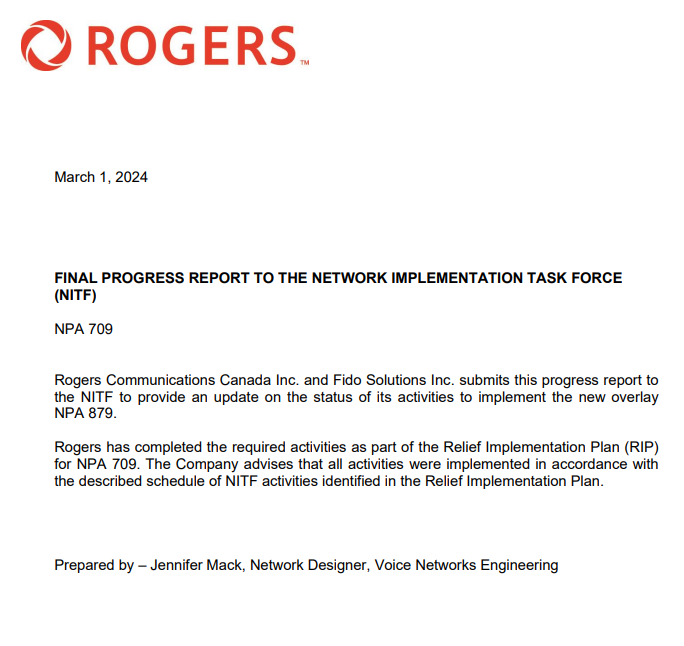 ROGERS™
March 1, 2024
FINAL PROGRESS REPORT TO THE NETWORK IMPLEMENTATION TASK FORCE
(NITF)
NPA 709
Rogers Communications Canada Inc. and Fido Solutions Inc. submits this progress report to
the NITF to provide an update on the status of its activities to implement the new overlay
NPA 879.
Rogers has completed the required activities as part of the Relief Implementation Plan (RIP)
for NPA 709. The Company advises that all activities were implemented in accordance with
the described schedule of NITF activities identified in the Relief Implementation Plan.
Prepared by – Jennifer Mack, Network Designer, Voice Networks Engineering